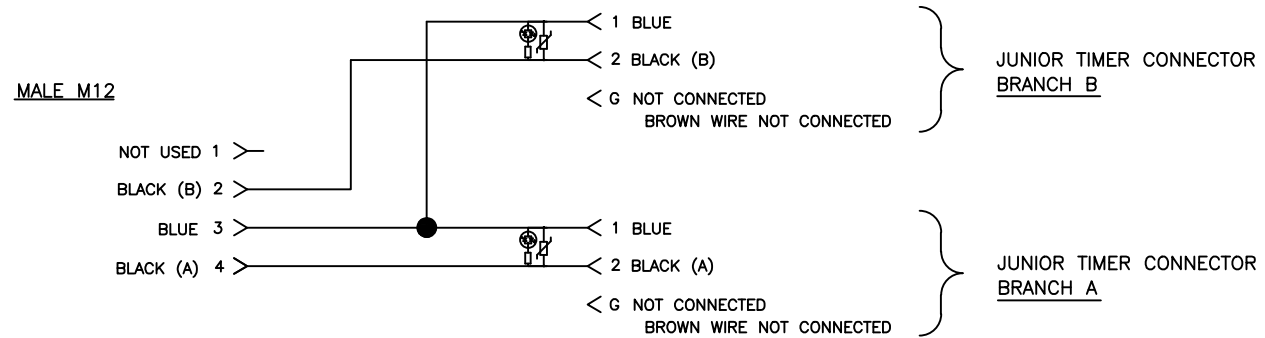 MALE M12
NOT USED 1
BLACK (B) 2
BLUE 3
BLACK (A) 4
1 BLUE
2 BLACK (B)
G NOT CONNECTED
BROWN WIRE NOT CONNECTED
JUNIOR TIMER CONNECTOR
BRANCH B
1 BLUE
2 BLACK (A)
G NOT CONNECTED
BROWN WIRE NOT CONNECTED
JUNIOR TIMER CONNECTOR
BRANCH A